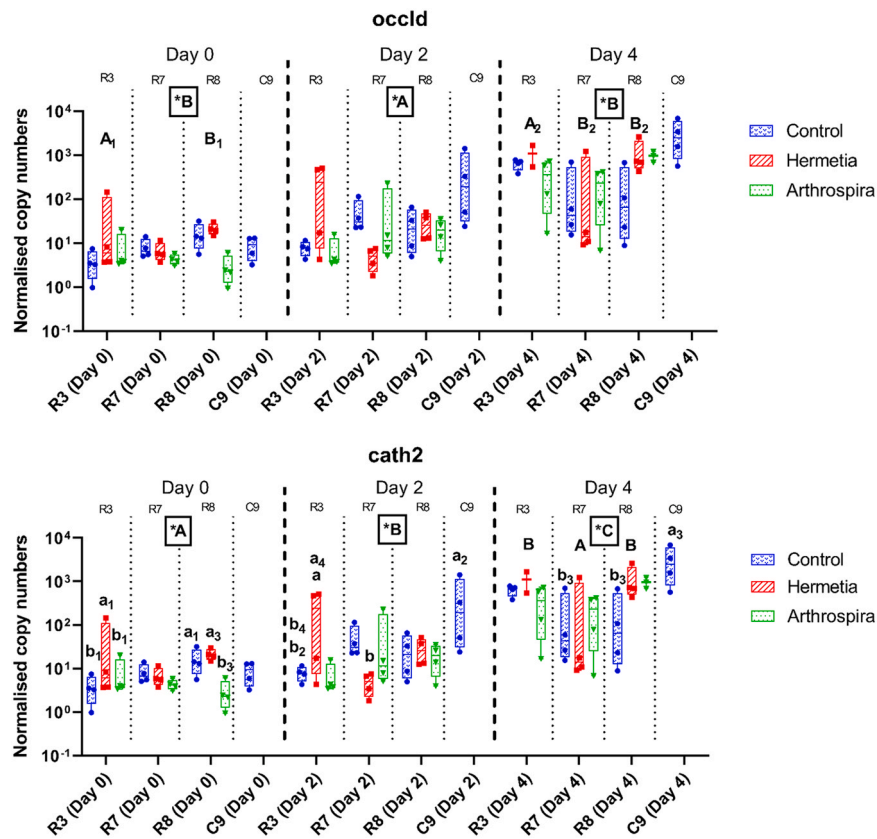 occld
Day 0 Day 2 Day 4
R3 R7 R8 C9 R3 R7 R8 C9 R3 R7 R8 C9
*B *A *B
A1 B1 A2 B2 B2
Normalised copy numbers
10^4
10^3
10^2
10^1
10^0
10^-1
Control
Hermetia
Arthrospira
R3 (Day 0) R7 (Day 0) R8 (Day 0) C9 (Day 0) R3 (Day 2) R7 (Day 2) R8 (Day 2) C9 (Day 2) R3 (Day 4) R7 (Day 4) R8 (Day 4) C9 (Day 4)
cath2
Day 0 Day 2 Day 4
R3 R7 R8 C9 R3 R7 R8 C9 R3 R7 R8 C9
*A *B *C
b1 a1 b1 a1 a3 b3
b4 b2 a4 a b a2
B b3 A b3 B a3
Normalised copy numbers
10^4
10^3
10^2
10^1
10^0
10^-1
Control
Hermetia
Arthrospira
R3 (Day 0) R7 (Day 0) R8 (Day 0) C9 (Day 0) R3 (Day 2) R7 (Day 2) R8 (Day 2) C9 (Day 2) R3 (Day 4) R7 (Day 4) R8 (Day 4) C9 (Day 4)